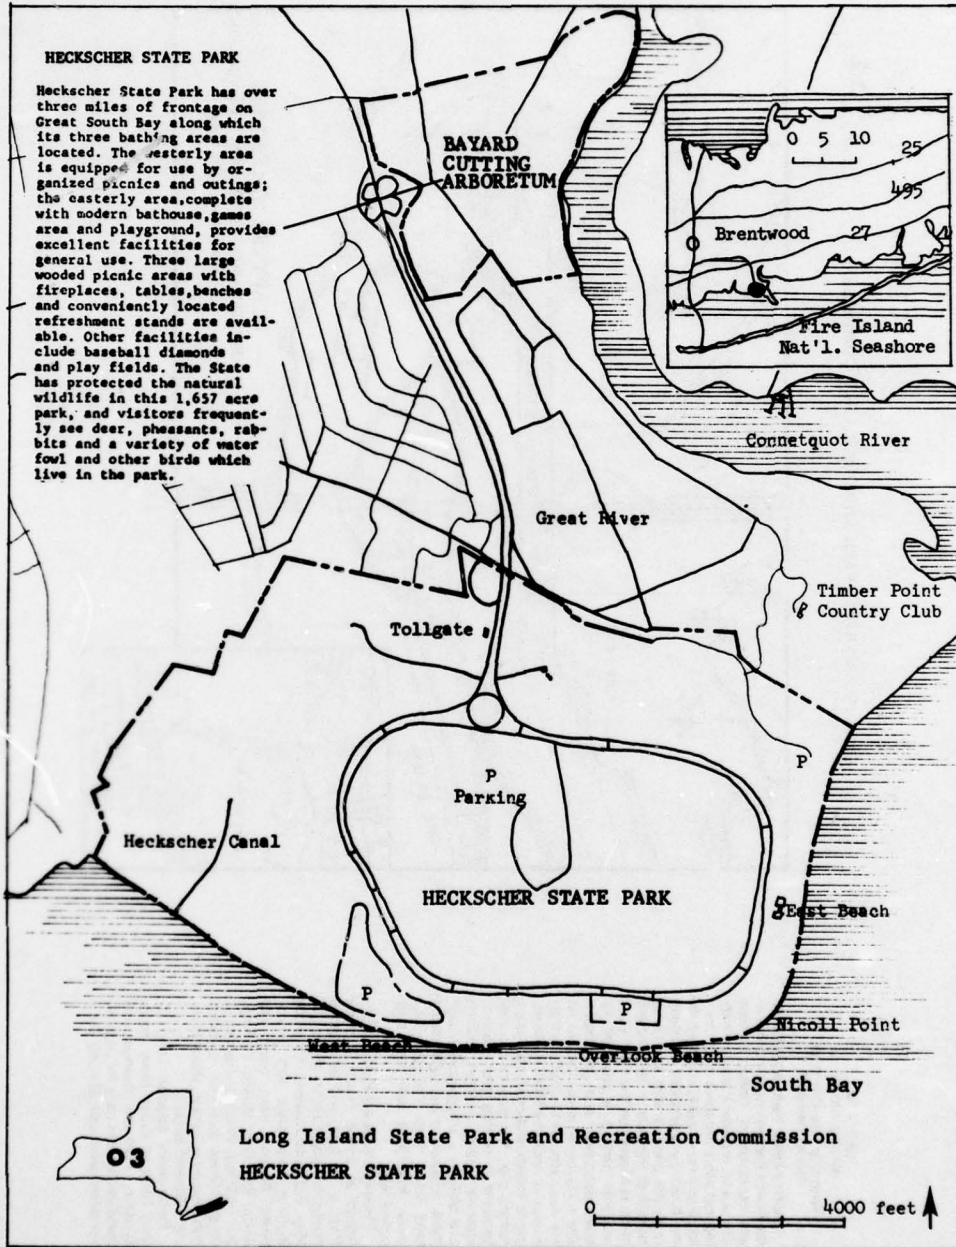 HECKSCHER STATE PARK
Heckscher State Park has over
three miles of frontage on
Great South Bay along which
its three bathing areas are
located. The westerly area
is equipped for use by or-
ganized picnics and outings;
the easterly area,complete
with modern bathouse,games
area and playground, provides
excellent facilities for
general use. Three large
wooded picnic areas with
fireplaces, tables,benches
and conveniently located
refreshment stands are avail-
able. Other facilities in-
clude baseball diamonds
and play fields. The State
has protected the natural
wildlife in this 1,657 acre
park, and visitors frequent-
ly see deer, pheasants, rab-
bits and a variety of water
fowl and other birds which
live in the park.
BAYARD
CUTTING
ARBORETUM
0 5 10
25
495
Brentwood
27
Fire Island
Nat'l. Seashore
Connetquot River
Great River
Timber Point
Country Club
Tollgate
P
P
Parking
Heckscher Canal
HECKSCHER STATE PARK
East Beach
P
P
Nicoll Point
West Beach
Overlook Beach
South Bay
03
Long Island State Park and Recreation Commission
HECKSCHER STATE PARK
0
4000 feet